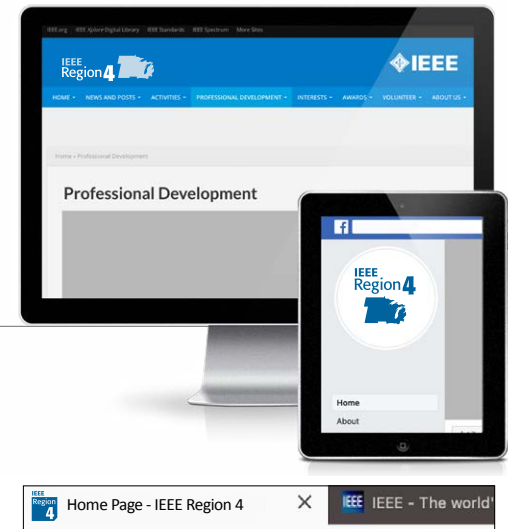 IEEE.org IEEE Xplore Digital Library IEEE Standards IEEE Spectrum More Sites
IEEE
Region 4
IEEE
HOME NEWS AND POSTS ACTIVITIES PROFESSIONAL DEVELOPMENT INTERESTS AWARDS VOLUNTEER ABOUT US
Home » Professional Development
Professional Development
f
IEEE
Region 4
Home
About
IEEE
Region
4
Home Page - IEEE Region 4
IEEE IEEE - The world'